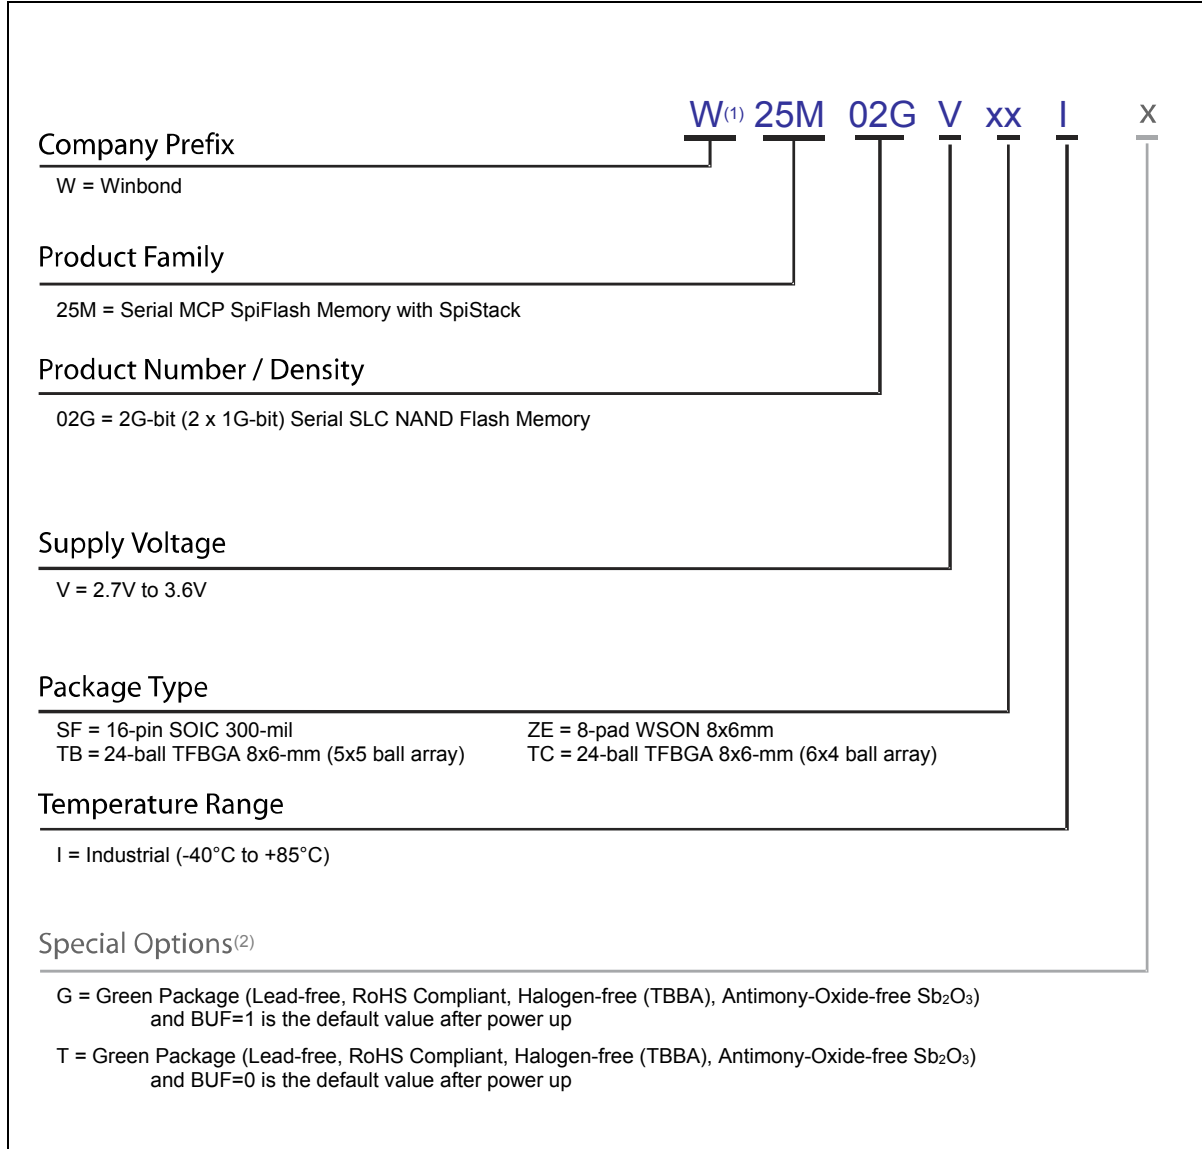 W(1) 25M 02G V xx I x
Company Prefix
W = Winbond
Product Family
25M = Serial MCP SpiFlash Memory with SpiStack
Product Number / Density
02G = 2G-bit (2 x 1G-bit) Serial SLC NAND Flash Memory
Supply Voltage
V = 2.7V to 3.6V
Package Type
SF = 16-pin SOIC 300-mil ZE = 8-pad WSON 8x6mm
TB = 24-ball TFBGA 8x6-mm (5x5 ball array) TC = 24-ball TFBGA 8x6-mm (6x4 ball array)
Temperature Range
I = Industrial (-40°C to +85°C)
Special Options(2)
G = Green Package (Lead-free, RoHS Compliant, Halogen-free (TBBA), Antimony-Oxide-free Sb₂O₃)
and BUF=1 is the default value after power up
T = Green Package (Lead-free, RoHS Compliant, Halogen-free (TBBA), Antimony-Oxide-free Sb₂O₃)
and BUF=0 is the default value after power up